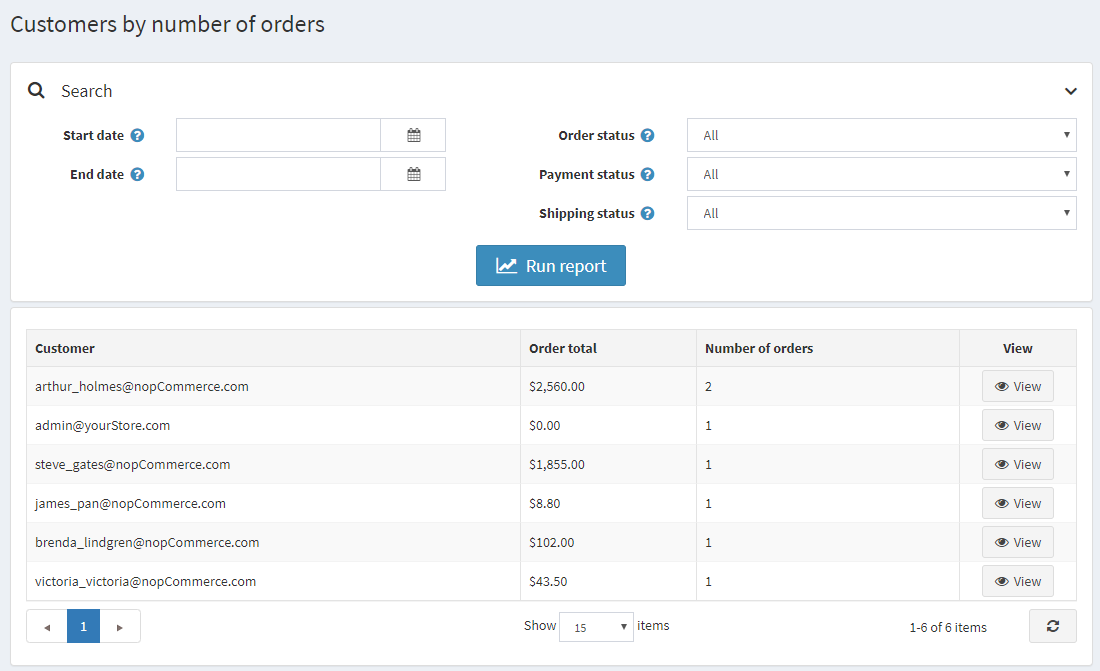 Customers by number of orders
Search
Start date
Order status All
End date
Payment status All
Shipping status All
Run report
Customer Order total Number of orders View
arthur_holmes@nopCommerce.com $2,560.00 2 View
admin@yourStore.com $0.00 1 View
steve_gates@nopCommerce.com $1,855.00 1 View
james_pan@nopCommerce.com $8.80 1 View
brenda_lindgren@nopCommerce.com $102.00 1 View
victoria_victoria@nopCommerce.com $43.50 1 View
1 Show 15 items 1-6 of 6 items